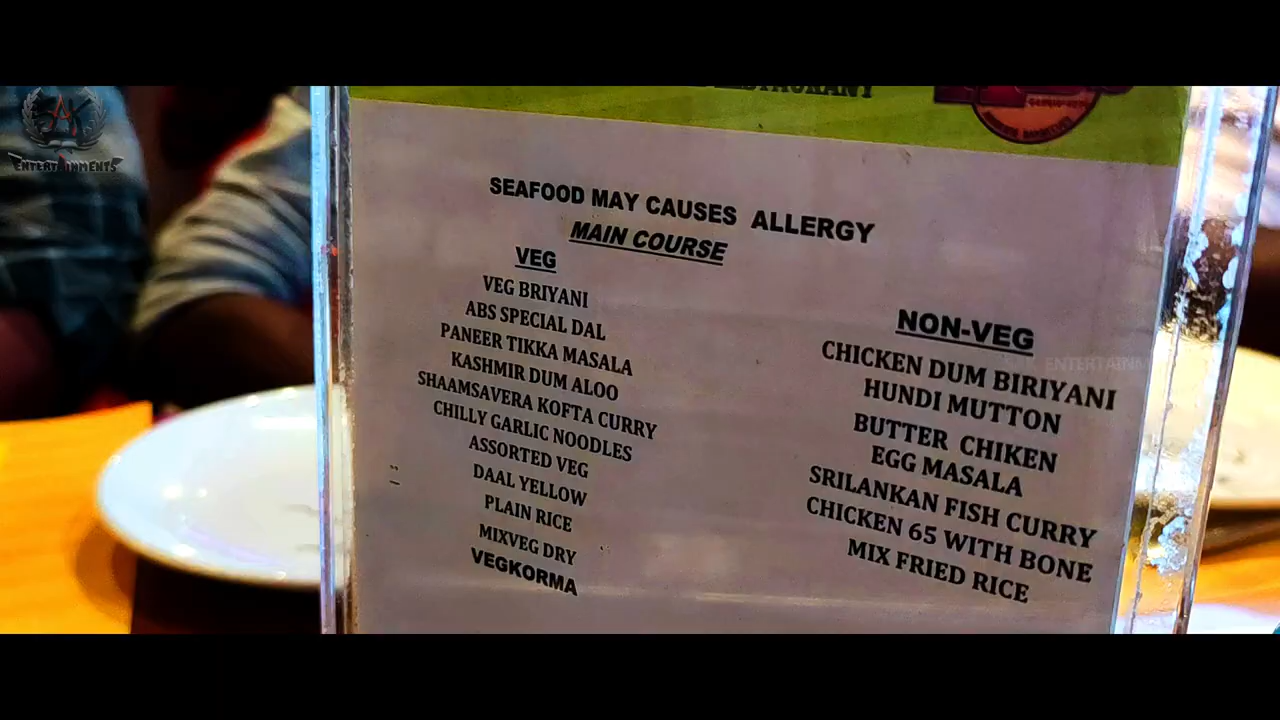 SAK
ENTERTAINMENTS
SEAFOOD MAY CAUSES ALLERGY
MAIN COURSE
VEG
VEG BRIYANI
ABS SPECIAL DAL
PANEER TIKKA MASALA
KASHMIR DUM ALOO
SHAAMSAVERA KOFTA CURRY
CHILLY GARLIC NOODLES
ASSORTED VEG
DAAL YELLOW
PLAIN RICE
MIXVEG DRY
VEGKORMA
NON-VEG
CHICKEN DUM BIRIYANI
HUNDI MUTTON
BUTTER CHIKEN
EGG MASALA
SRILANKAN FISH CURRY
CHICKEN 65 WITH BONE
MIX FRIED RICE